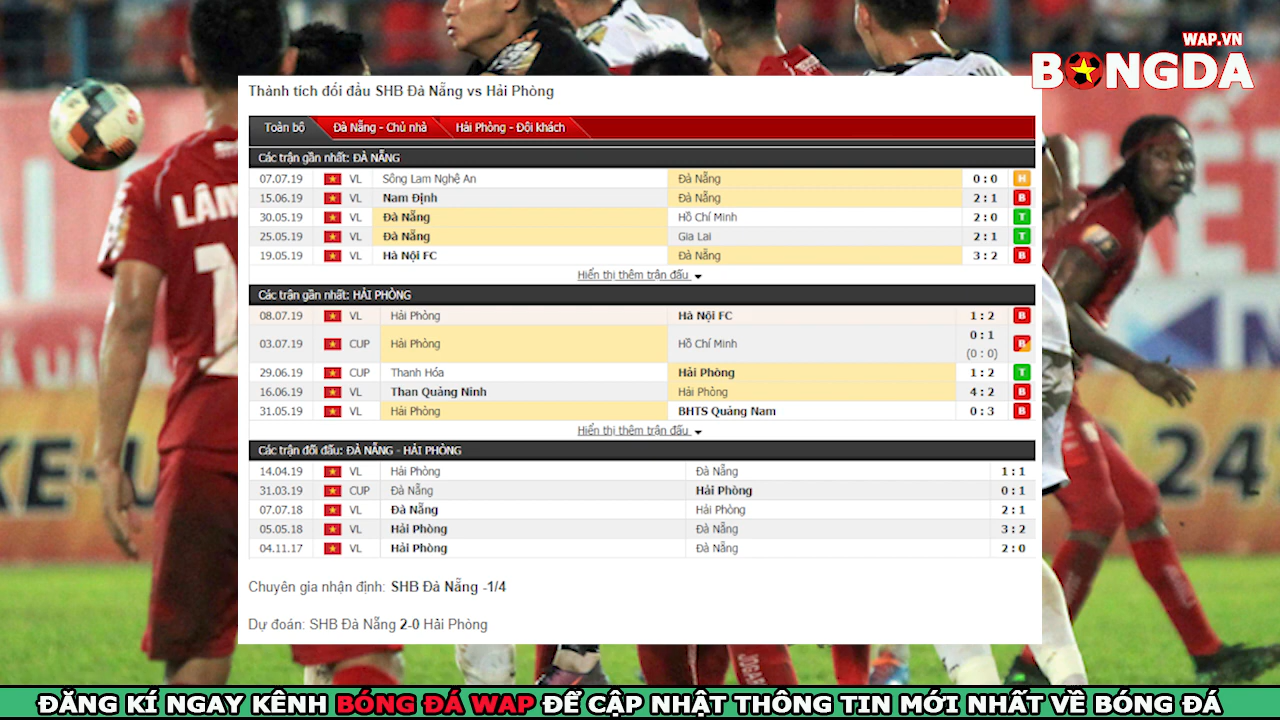 WAP.VN
BONGDA
Thành tích đối đầu SHB Đà Nẵng vs Hải Phòng
Toàn bộ Đà Nẵng - Chủ nhà Hải Phòng - Đội khách
Các trận gần nhất: ĐÀ NẴNG
07.07.19 VL Sông Lam Nghệ An Đà Nẵng 0 : 0 H
15.06.19 VL Nam Định Đà Nẵng 2 : 1 B
30.05.19 VL Đà Nẵng Hồ Chí Minh 2 : 0 T
25.05.19 VL Đà Nẵng Gia Lai 2 : 1 T
19.05.19 VL Hà Nội FC Đà Nẵng 3 : 2 B
Hiển thị thêm trận đấu
Các trận gần nhất: HẢI PHÒNG
08.07.19 VL Hải Phòng Hà Nội FC 1 : 2 B
03.07.19 CUP Hải Phòng Hồ Chí Minh 0 : 1 (0 : 0) B
29.06.19 CUP Thanh Hóa Hải Phòng 1 : 2 T
16.06.19 VL Than Quảng Ninh Hải Phòng 4 : 2 B
31.05.19 VL Hải Phòng BHTS Quảng Nam 0 : 3 B
Hiển thị thêm trận đấu
Các trận đối đấu: ĐÀ NẴNG - HẢI PHÒNG
14.04.19 VL Hải Phòng Đà Nẵng 1 : 1
31.03.19 CUP Đà Nẵng Hải Phòng 0 : 1
07.07.18 VL Đà Nẵng Hải Phòng 2 : 1
05.05.18 VL Hải Phòng Đà Nẵng 3 : 2
04.11.17 VL Hải Phòng Đà Nẵng 2 : 0
Chuyên gia nhận định: SHB Đà Nẵng -1/4
Dự đoán: SHB Đà Nẵng 2-0 Hải Phòng
ĐĂNG KÍ NGAY KÊNH BÓNG ĐÁ WAP ĐỂ CẬP NHẬT THÔNG TIN MỚI NHẤT VỀ BÓNG ĐÁ